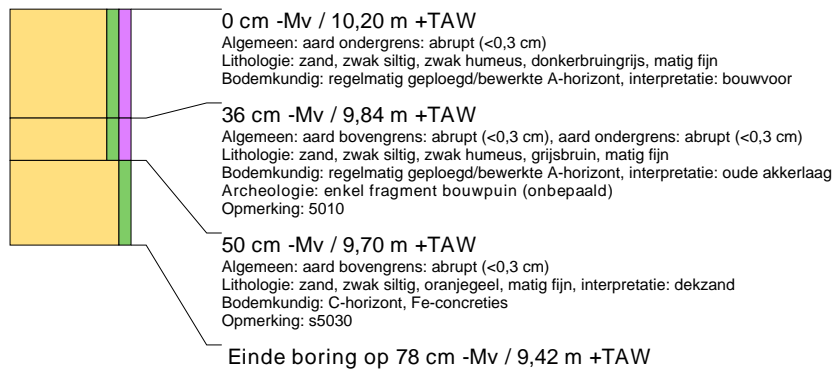 0 cm -Mv / 10,20 m +TAW
Algemeen: aard ondergrens: abrupt (<0,3 cm)
Lithologie: zand, zwak siltig, zwak humeus, donkerbruingrijs, matig fijn
Bodemkundig: regelmatig geploegd/bewerkte A-horizont, interpretatie: bouwvoor
36 cm -Mv / 9,84 m +TAW
Algemeen: aard bovengrens: abrupt (<0,3 cm), aard ondergrens: abrupt (<0,3 cm)
Lithologie: zand, zwak siltig, zwak humeus, grijsbruin, matig fijn
Bodemkundig: regelmatig geploegd/bewerkte A-horizont, interpretatie: oude akkerlaag
Archeologie: enkel fragment bouwpuin (onbepaald)
Opmerking: 5010
50 cm -Mv / 9,70 m +TAW
Algemeen: aard bovengrens: abrupt (<0,3 cm)
Lithologie: zand, zwak siltig, oranjegeel, matig fijn, interpretatie: dekzand
Bodemkundig: C-horizont, Fe-concreties
Opmerking: s5030
Einde boring op 78 cm -Mv / 9,42 m +TAW